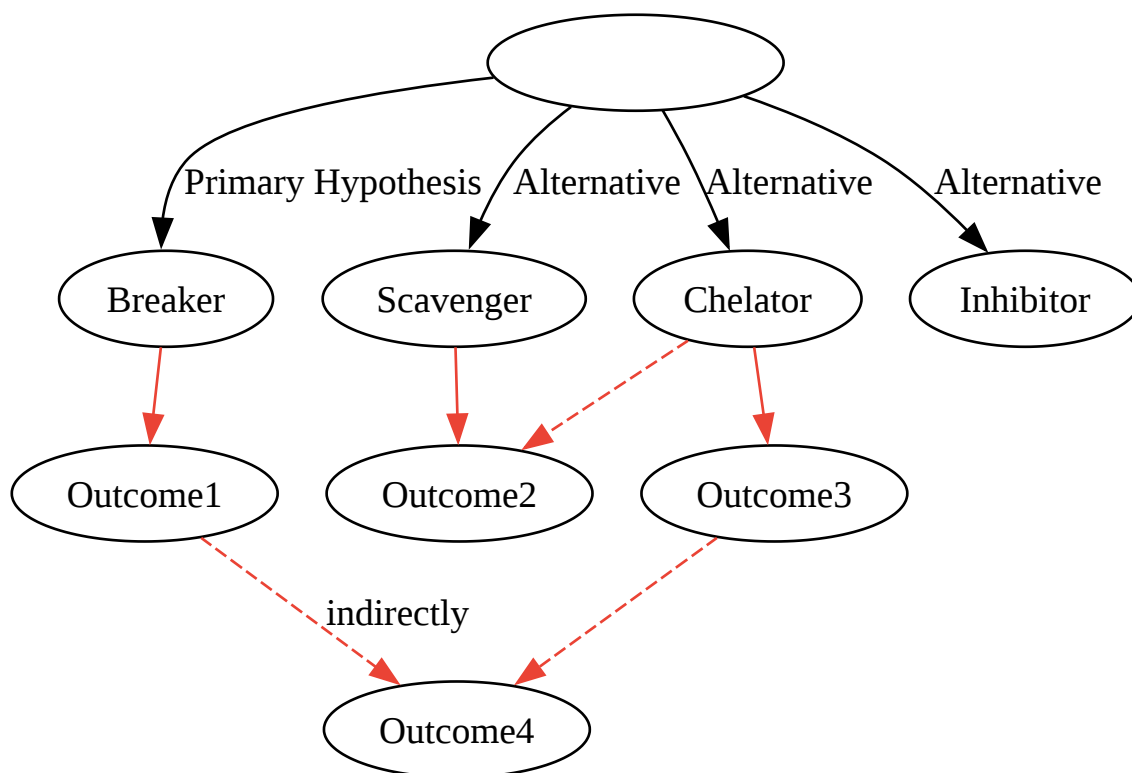 Primary Hypothesis Alternative Alternative Alternative
Breaker Scavenger Chelator Inhibitor
Outcome1 Outcome2 Outcome3
indirectly
Outcome4